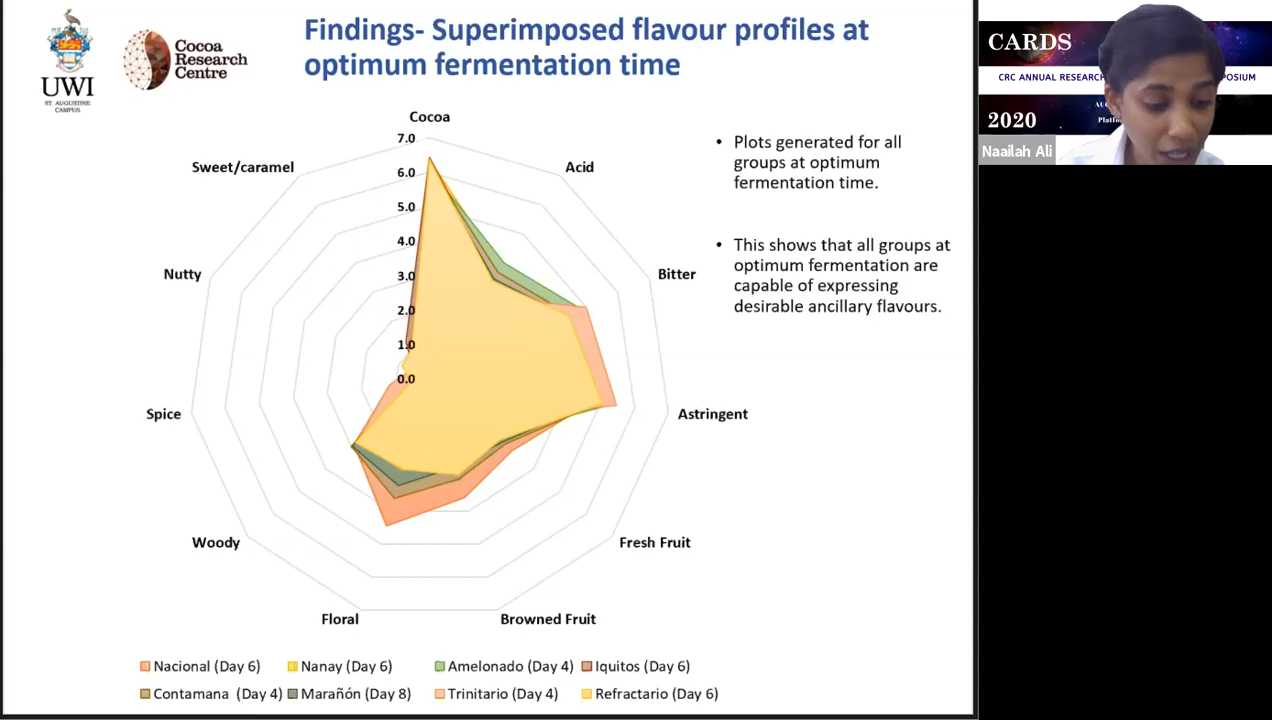 UWI
ST. AUGUSTINE
CAMPUS
Cocoa
Research
Centre
Findings- Superimposed flavour profiles at
optimum fermentation time
Cocoa
Acid
Bitter
Astringent
Fresh Fruit
Browned Fruit
Floral
Woody
Spice
Nutty
Sweet/caramel
7.0
6.0
5.0
4.0
3.0
2.0
1.0
0.0
• Plots generated for all
groups at optimum
fermentation time.
• This shows that all groups at
optimum fermentation are
capable of expressing
desirable ancillary flavours.
Nacional (Day 6) Nanay (Day 6) Amelonado (Day 4) Iquitos (Day 6)
Contamana (Day 4) Marañón (Day 8) Trinitario (Day 4) Refractario (Day 6)
CARDS
CRC ANNUAL RESEARCH
2020
Naailah Ali